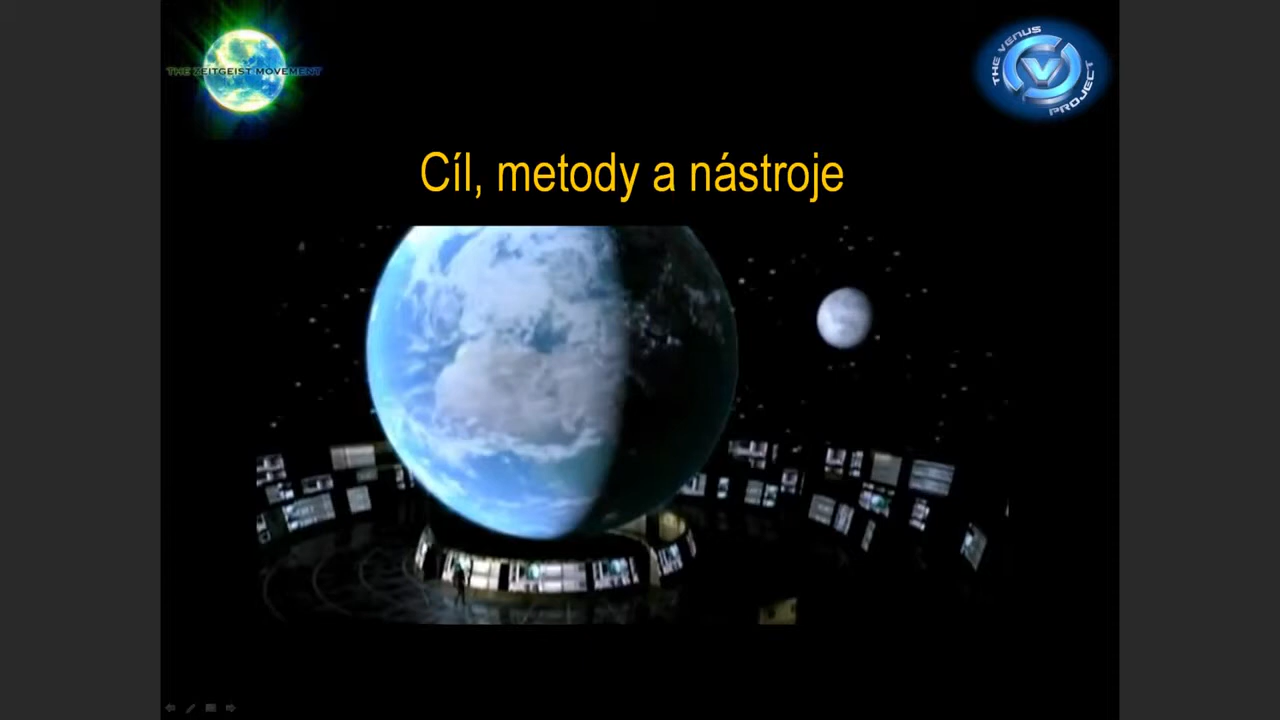 THE ZEITGEIST MOVEMENT
THE VENUS
PROJECT
Cíl, metody a nástroje